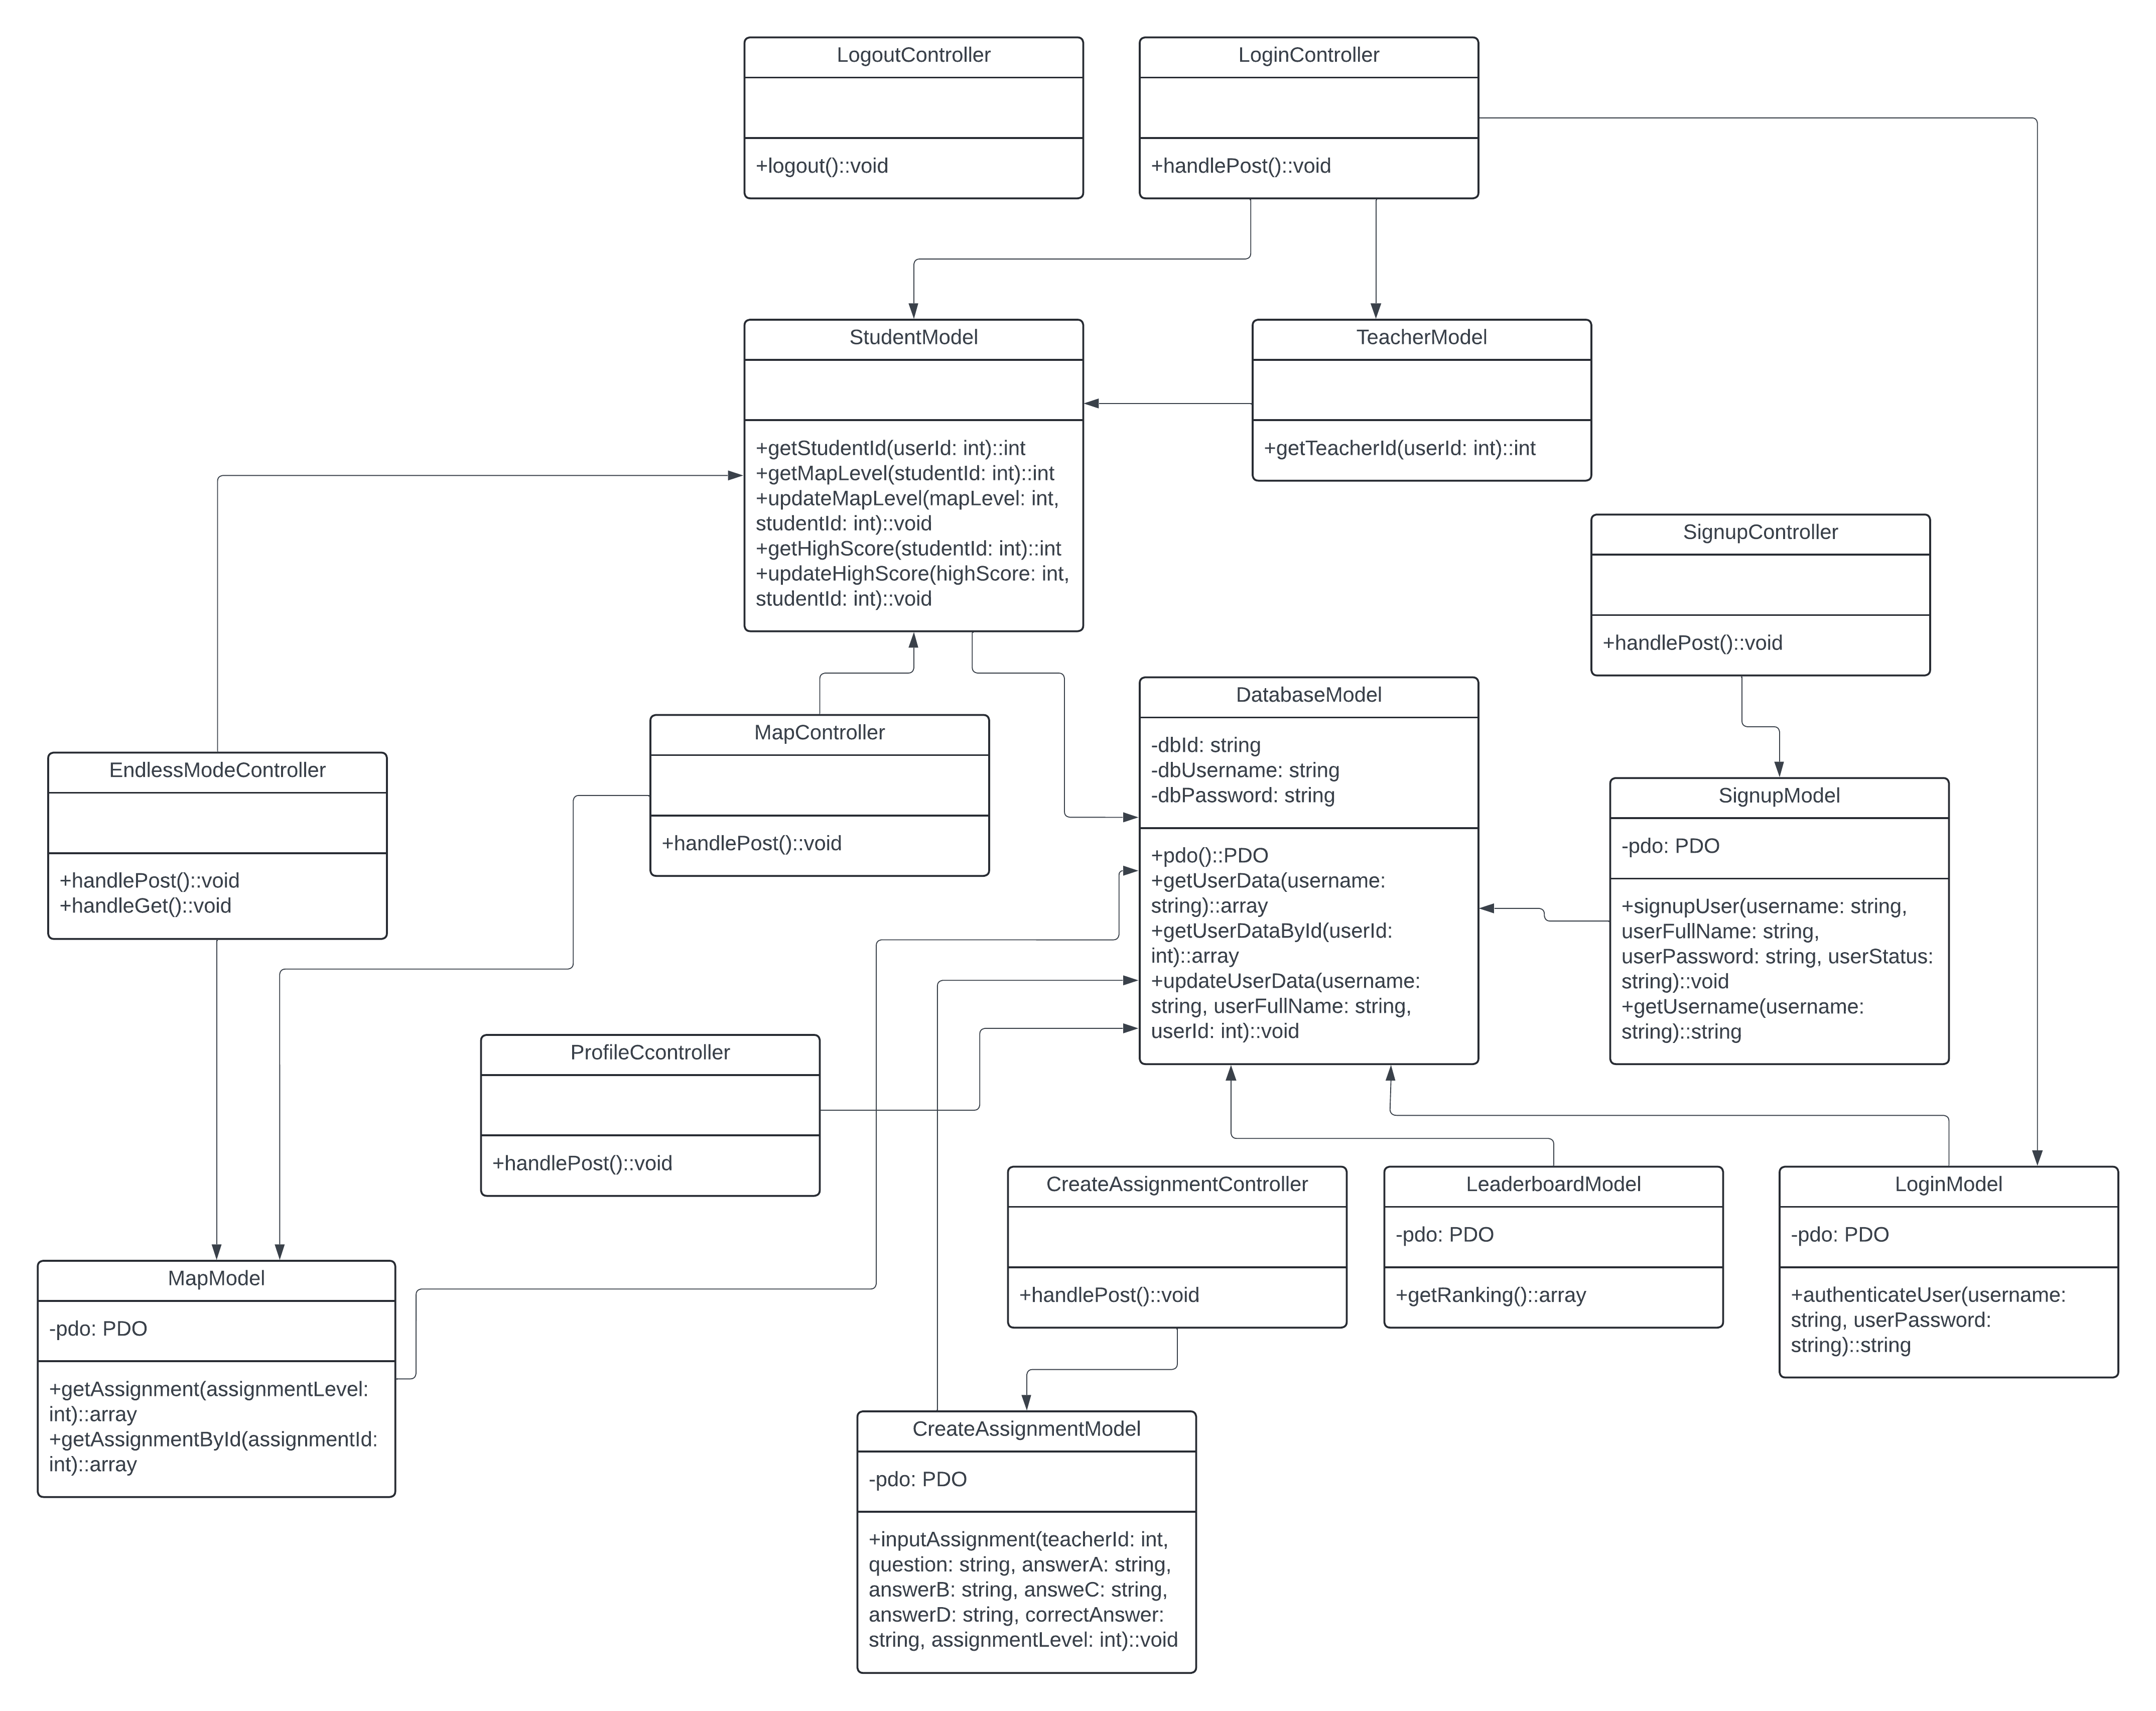 LogoutController
+logout()::void
LoginController
+handlePost()::void
StudentModel
+getStudentId(userId: int)::int
+getMapLevel(studentId: int)::int
+updateMapLevel(mapLevel: int,
studentId: int)::void
+getHighScore(studentId: int)::int
+updateHighScore(highScore: int,
studentId: int)::void
TeacherModel
+getTeacherId(userId: int)::int
SignupController
+handlePost()::void
DatabaseModel
-dbId: string
-dbUsername: string
-dbPassword: string
+pdo()::PDO
+getUserData(username:
string)::array
+getUserDataById(userId:
int)::array
+updateUserData(username:
string, userFullName: string,
userId: int)::void
MapController
+handlePost()::void
EndlessModeController
+handlePost()::void
+handleGet()::void
SignupModel
-pdo: PDO
+signupUser(username: string,
userFullName: string,
userPassword: string, userStatus:
string)::void
+getUsername(username:
string)::string
ProfileCcontroller
+handlePost()::void
CreateAssignmentController
+handlePost()::void
LeaderboardModel
-pdo: PDO
+getRanking()::array
LoginModel
-pdo: PDO
+authenticateUser(username:
string, userPassword:
string)::string
MapModel
-pdo: PDO
+getAssignment(assignmentLevel:
int)::array
+getAssignmentById(assignmentId:
int)::array
CreateAssignmentModel
-pdo: PDO
+inputAssignment(teacherId: int,
question: string, answerA: string,
answerB: string, answeC: string,
answerD: string, correctAnswer:
string, assignmentLevel: int)::void